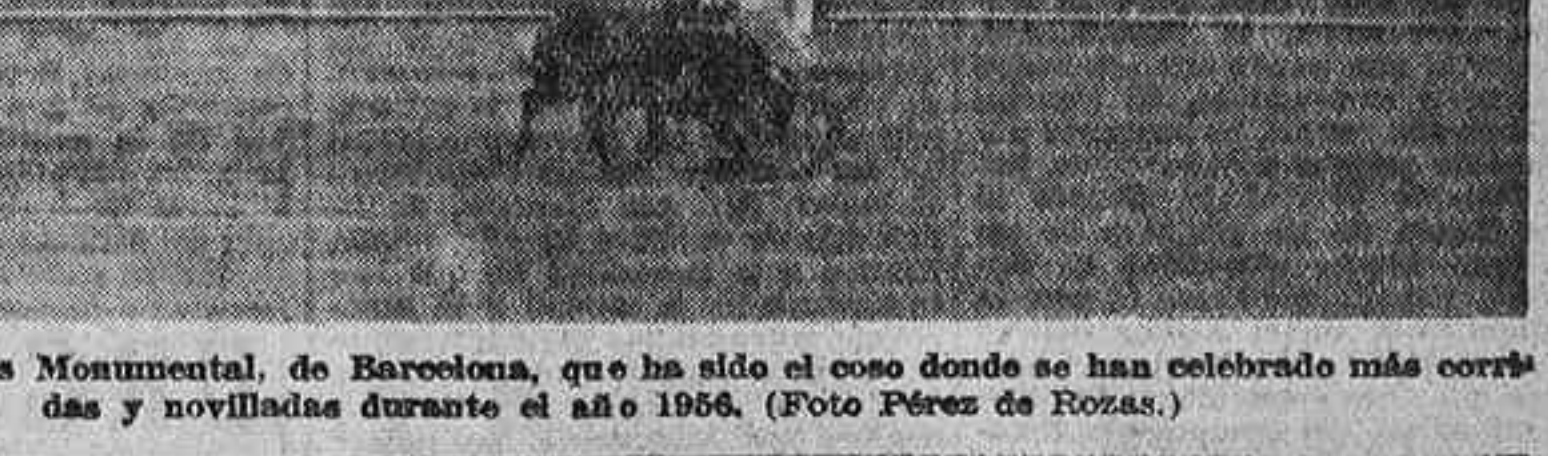 s Monumental, de Barcelona, que ha sido el coso donde se han celebrado más corri-
das y novilladas durante el año 1956. (Foto Pérez de Rozas.)